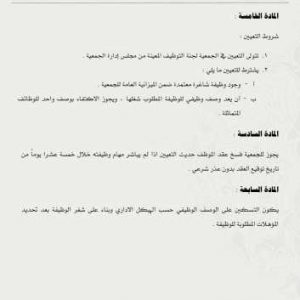 المادة الخامسة :
شروط التعيين :
١. تتولى التعيين في الجمعية لجنة التوظيف المعينة من مجلس إدارة الجمعية .
٢. يشترط للتعيين ما يلي :
أ - وجود وظيفة شاغرة معتمدة ضمن الميزانية العامة للجمعية .
ب - أن يعد وصف وظيفي للوظيفة المطلوب شغلها ، ويجوز الاكتفاء بوصف واحد للوظائف
المتماثلة .
المادة السادسة :
يجوز للجمعية فسخ عقد الموظف حديث التعيين اذا لم يباشر مهام وظيفته خلال خمسة عشرا يوماً من
تاريخ توقيع العقد بدون عذر شرعي .
المادة السابعة :
يكون التسكين على الوصف الوظيفي حسب الهيكل الاداري وبناء على شغر الوظيفة بعد تحديد
المؤهلات المطلوبة للوظيفة .